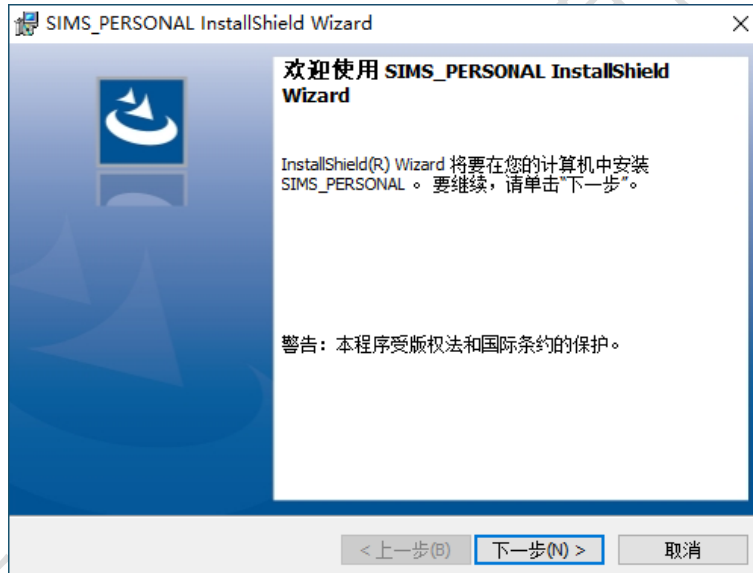 SIMS_PERSONAL InstallShield Wizard
欢迎使用 SIMS_PERSONAL InstallShield
Wizard
InstallShield(R) Wizard 将要在您的计算机中安装
SIMS_PERSONAL 。 要继续，请单击“下一步”。
警告: 本程序受版权法和国际条约的保护。
< 上一步(B) 下一步(N) > 取消